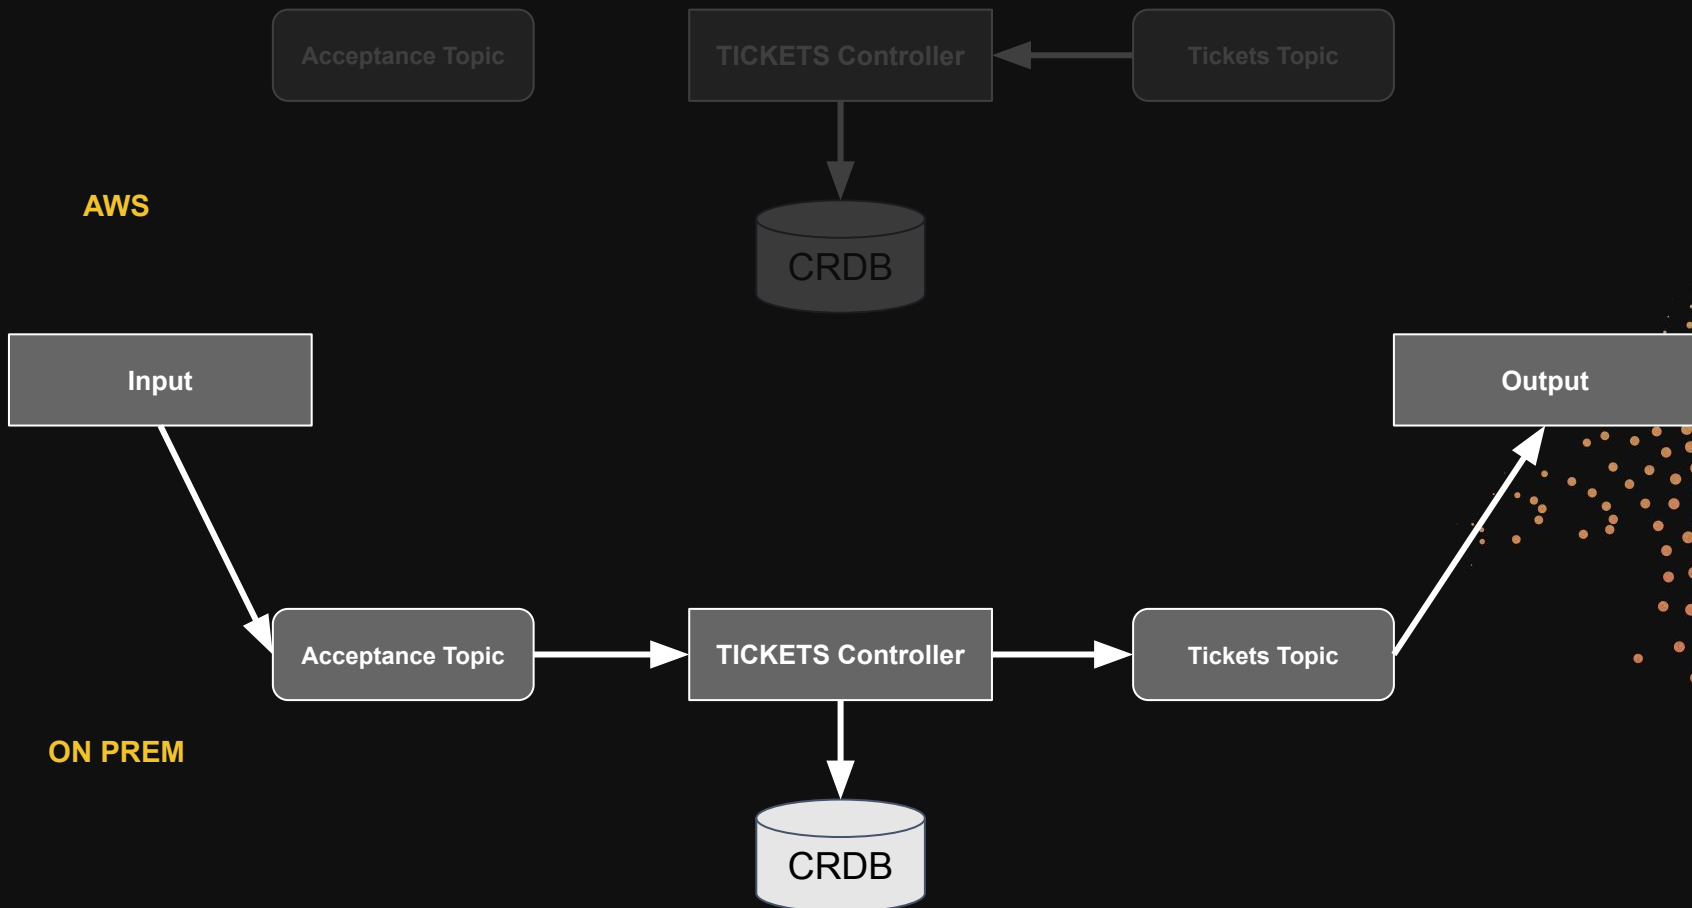 Acceptance Topic
TICKETS Controller
Tickets Topic
AWS
CRDB
Input
Output
Acceptance Topic
TICKETS Controller
Tickets Topic
ON PREM
CRDB